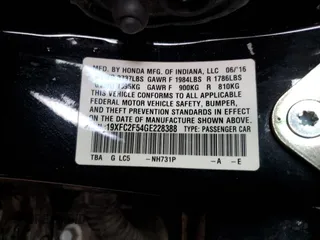 MFD. BY HONDA MFG. OF INDIANA, LLC 06/16
GAWR F 1984LBS R 1786LBS
GAWR F 900KG R 810KG
THIS VEHICLE CONFORMS TO ALL APPLICABLE
FEDERAL MOTOR VEHICLE SAFETY, BUMPER,
AND THEFT PREVENTION STANDARDS IN EFFECT
ON THE DATE OF MANUFACTURE SHOWN ABOVE.
19XFC2F54GE228388 TYPE: PASSENGER CAR
TBA G LC5 -NH731P -A -E